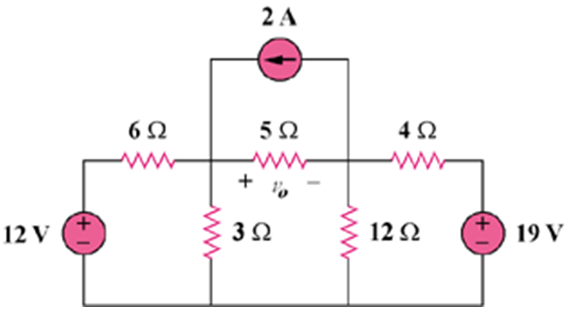 2 A
6 Ω 5 Ω 4 Ω
+ vo −
12 V + − 3 Ω 12 Ω + − 19 V